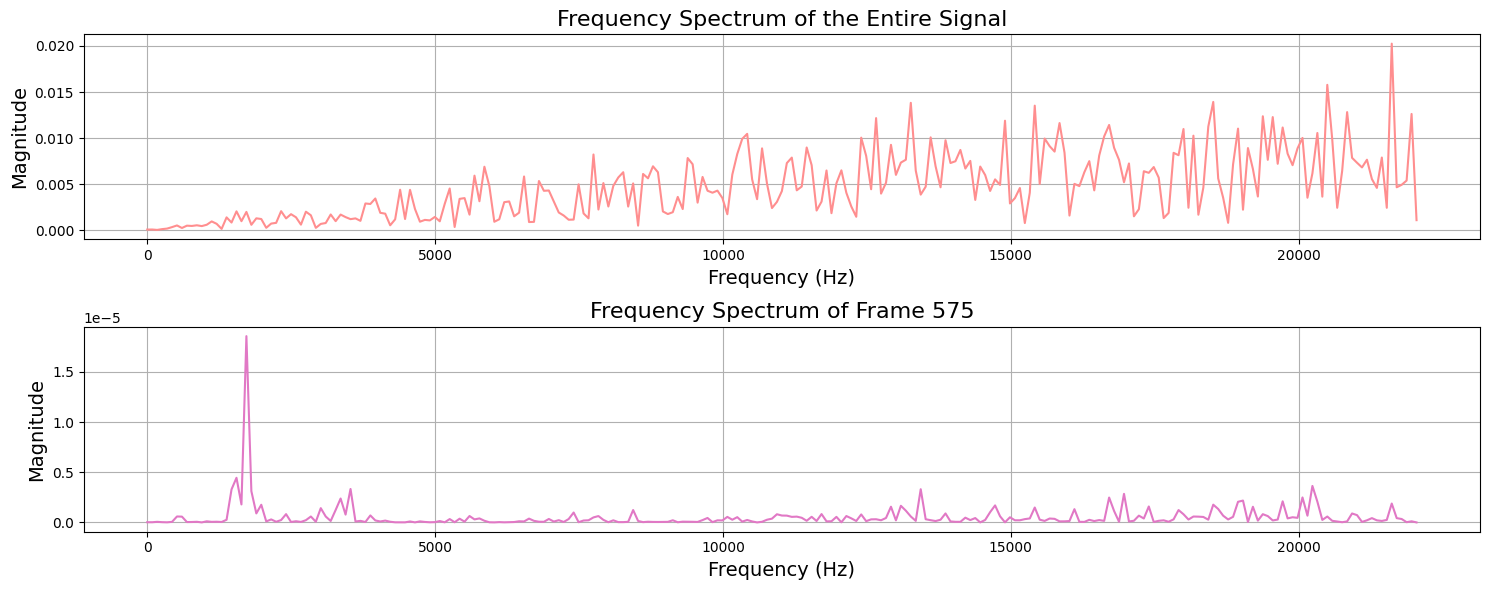 Frequency Spectrum of the Entire Signal
Magnitude
0.020
0.015
0.010
0.005
0.000
0 5000 10000 15000 20000
Frequency (Hz)
Frequency Spectrum of Frame 575
1e−5
Magnitude
1.5
1.0
0.5
0.0
0 5000 10000 15000 20000
Frequency (Hz)